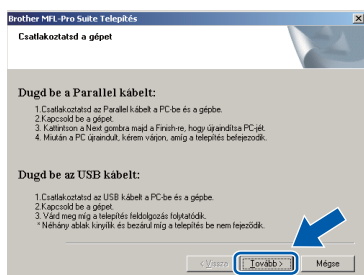 Brother MFL-Pro Suite Telepítés
Csatlakoztatsd a gépet
Dugd be a Parallel kábelt:
1.Csatlakoztatsd az Parallel kábelt a PC-be és a gépbe.
2.Kapcsold be a gépet.
3. Kattintson a Next gombra majd a Finish-re, hogy újraindítsa PC-jét.
4. Miután a PC újraindult, kérem várjon, amíg a telepítés befejezodik.
Dugd be az USB kábelt:
1.Csatlakoztatsd az USB kábelt a PC-be és a gépbe.
2.Kapcsold be a gépet.
3. Várd meg míg a telepítés feldolgozás folytatódik.
* Néhány ablak kinyílik és bezárul míg a telepítés be nem fejeződik.
< Vissza Tovább > Mégse